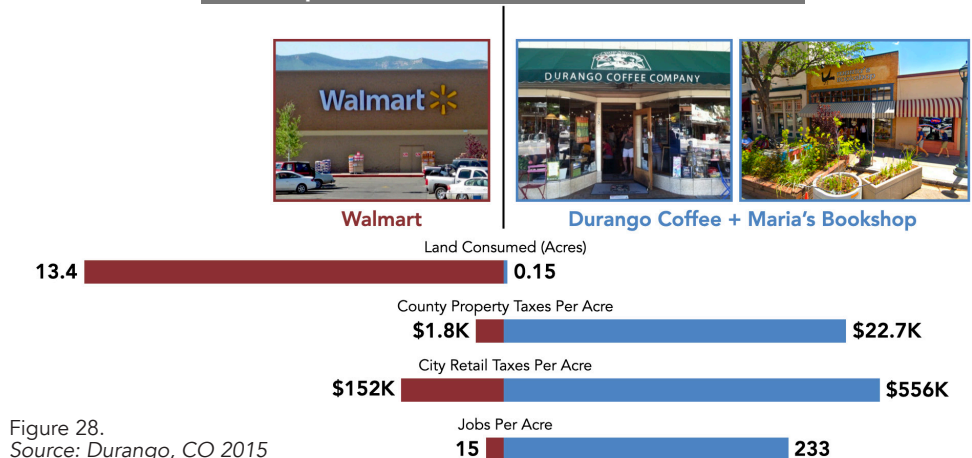 Walmart
DURANGO COFFEE COMPANY
Walmart
Durango Coffee + Maria's Bookshop
Land Consumed (Acres)
13.4
0.15
County Property Taxes Per Acre
$1.8K
$22.7K
City Retail Taxes Per Acre
$152K
$556K
Jobs Per Acre
15
233
Figure 28.
Source: Durango, CO 2015